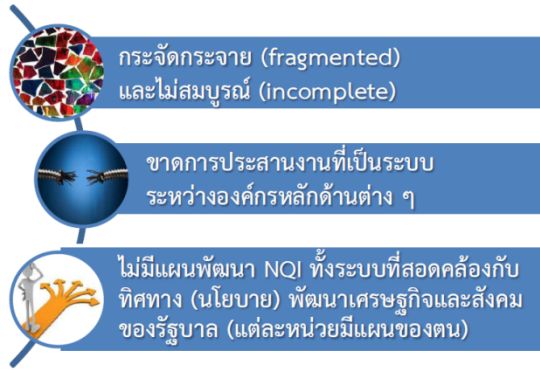 กระจัดกระจาย (fragmented)
และไม่สมบูรณ์ (incomplete)
ขาดการประสานงานที่เป็นระบบ
ระหว่างองค์กรหลักด้านต่าง ๆ
ไม่มีแผนพัฒนา NQI ทั้งระบบที่สอดคล้องกับ
ทิศทาง (นโยบาย) พัฒนาเศรษฐกิจและสังคม
ของรัฐบาล (แต่ละหน่วยมีแผนของตน)